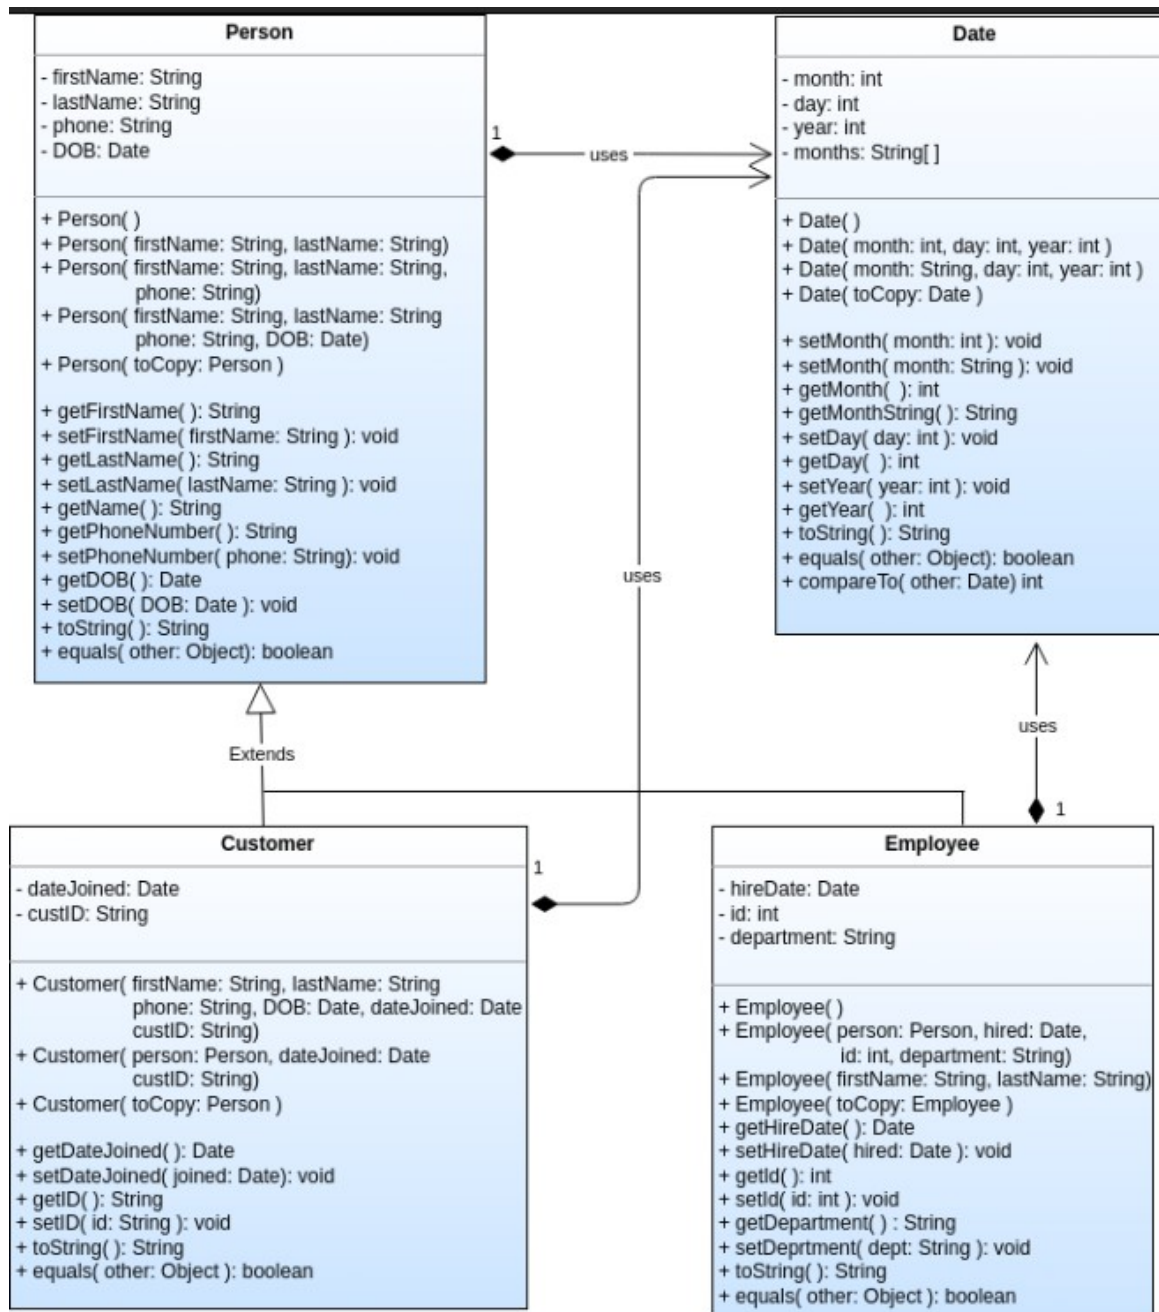 Person
- firstName: String
- lastName: String
- phone: String
- DOB: Date
+ Person( )
+ Person( firstName: String, lastName: String)
+ Person( firstName: String, lastName: String,
phone: String)
+ Person( firstName: String, lastName: String
phone: String, DOB: Date)
+ Person( toCopy: Person )
+ getFirstName( ): String
+ setFirstName( firstName: String ): void
+ getLastName( ): String
+ setLastName( lastName: String ): void
+ getName( ): String
+ getPhoneNumber( ): String
+ setPhoneNumber( phone: String): void
+ getDOB( ): Date
+ setDOB( DOB: Date ): void
+ toString( ): String
+ equals( other: Object): boolean
1
uses
Date
- month: int
- day: int
- year: int
- months: String[ ]
+ Date( )
+ Date( month: int, day: int, year: int )
+ Date( month: String, day: int, year: int )
+ Date( toCopy: Date )
+ setMonth( month: int ): void
+ setMonth( month: String ): void
+ getMonth(  ): int
+ getMonthString( ): String
+ setDay( day: int ): void
+ getDay(  ): int
+ setYear( year: int ): void
+ getYear(  ): int
+ toString( ): String
+ equals( other: Object): boolean
+ compareTo( other: Date) int
uses
uses
Extends
1
Customer
- dateJoined: Date
- custID: String
+ Customer( firstName: String, lastName: String
phone: String, DOB: Date, dateJoined: Date
custID: String)
+ Customer( person: Person, dateJoined: Date
custID: String)
+ Customer( toCopy: Person )
+ getDateJoined( ): Date
+ setDateJoined( joined: Date): void
+ getID( ): String
+ setID( id: String ): void
+ toString( ): String
+ equals( other: Object ): boolean
1
Employee
- hireDate: Date
- id: int
- department: String
+ Employee( )
+ Employee( person: Person, hired: Date,
id: int, department: String)
+ Employee( firstName: String, lastName: String)
+ Employee( toCopy: Employee )
+ getHireDate( ): Date
+ setHireDate( hired: Date ): void
+ getId( ): int
+ setId( id: int ): void
+ getDepartment( ) : String
+ setDeprtment( dept: String ): void
+ toString( ): String
+ equals( other: Object ): boolean